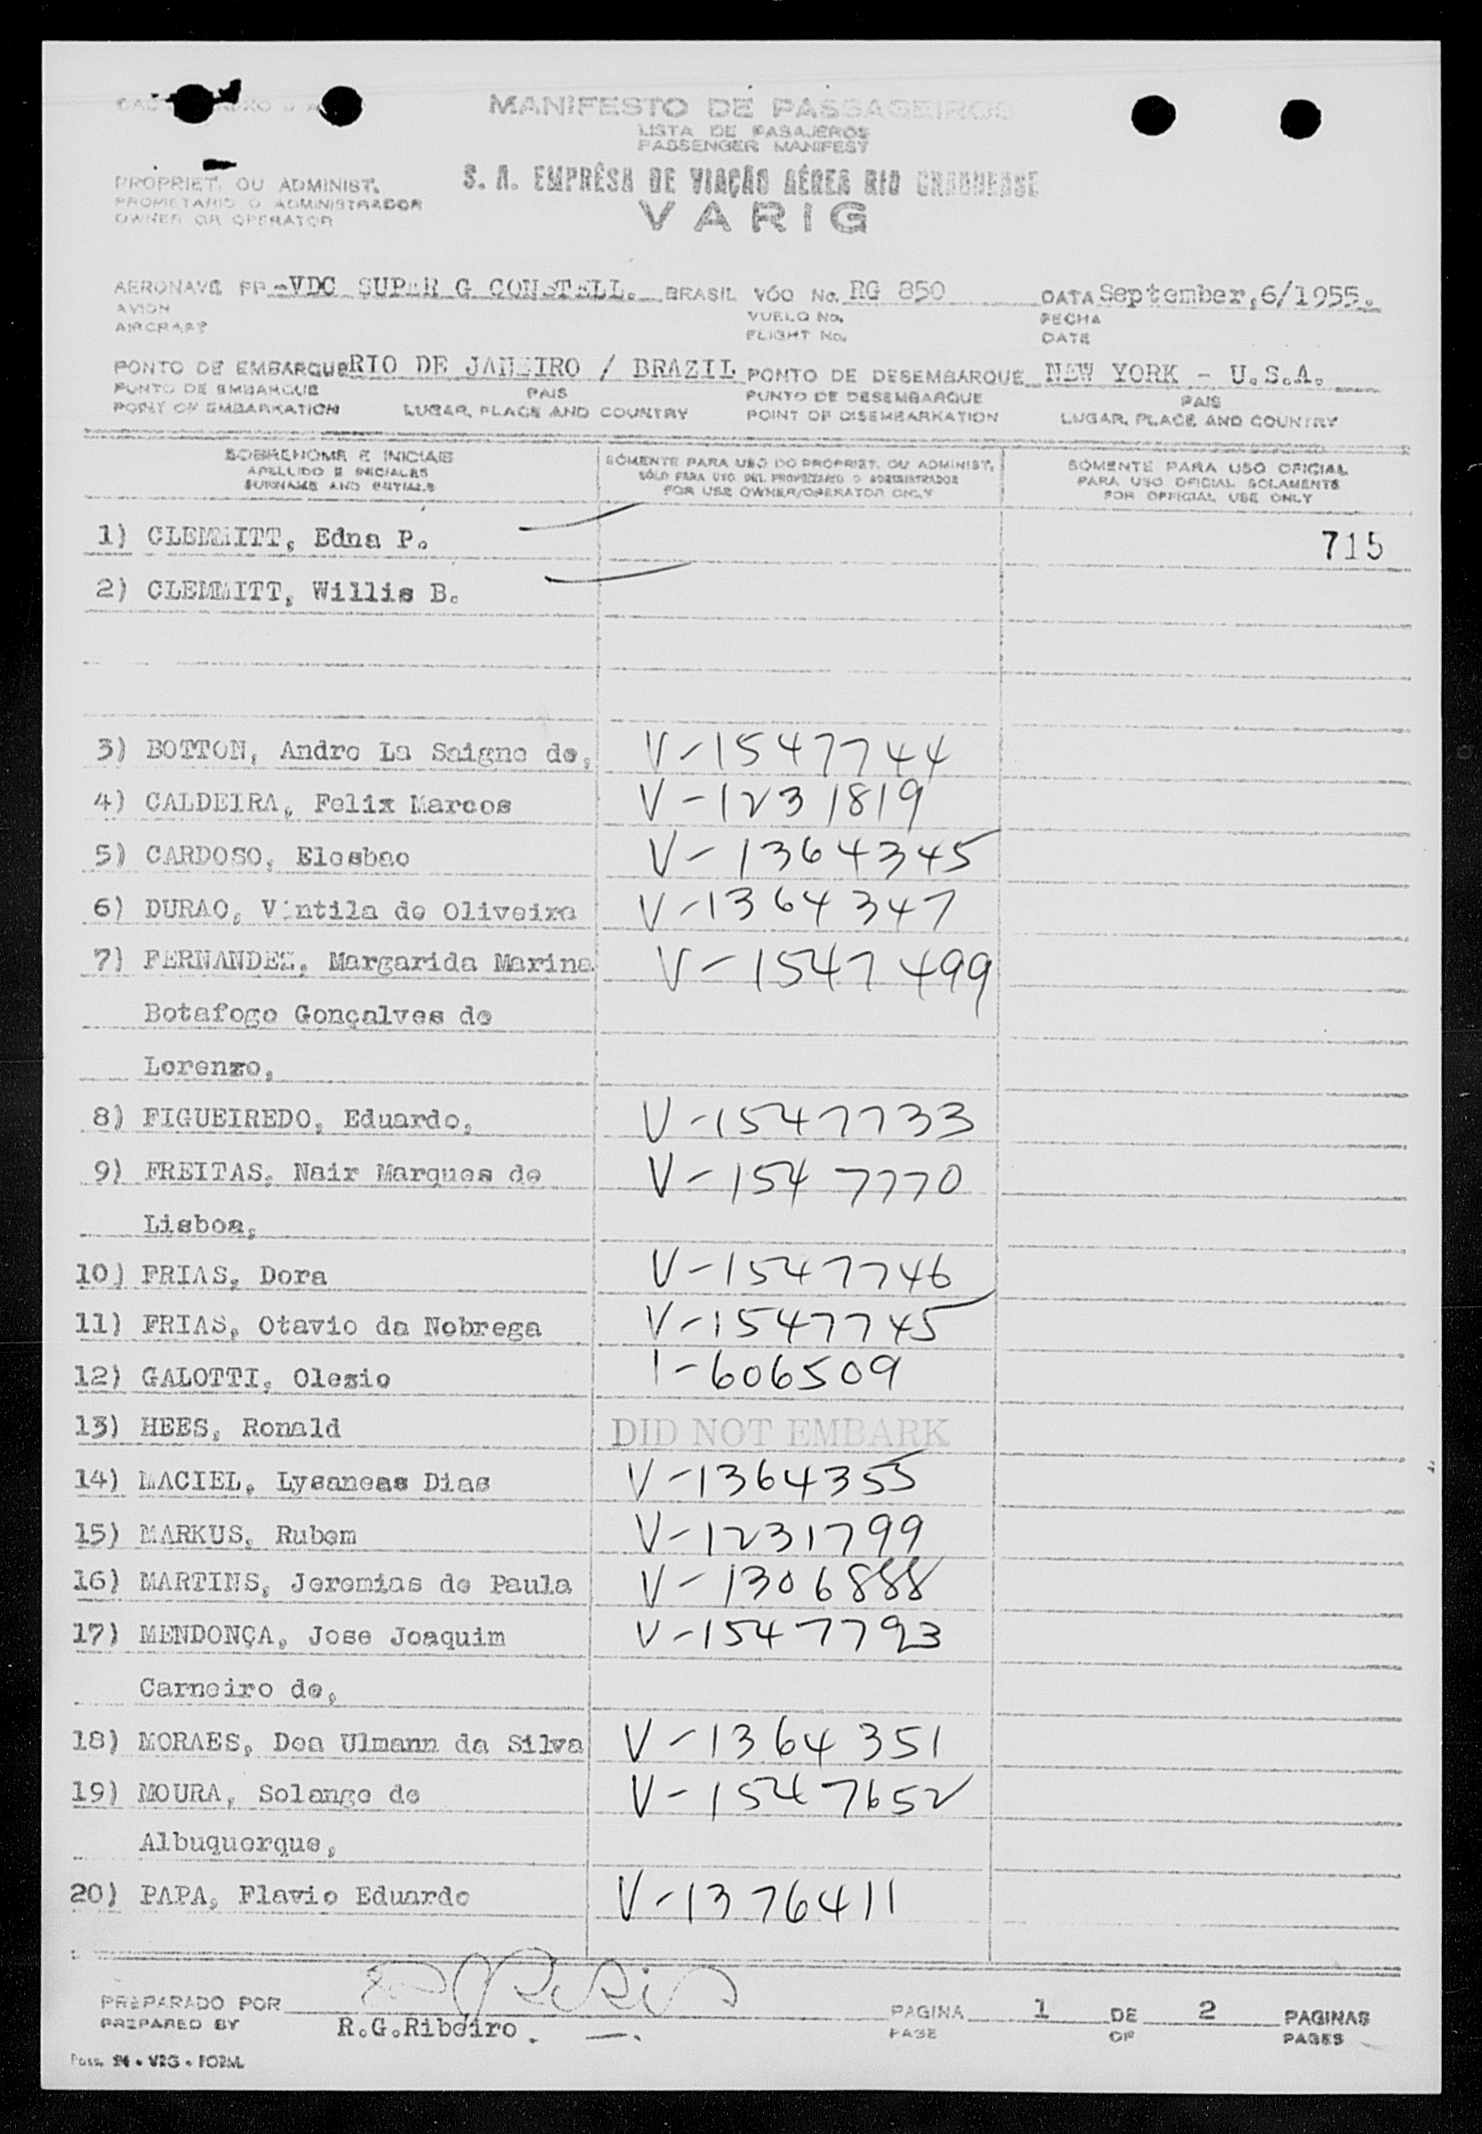 MANIFESTO DE PASSAGEIROS
LISTA DE PASAJEROS
PASSENGER MANIFEST
PROPRIET. OU ADMINIST. S. A. EMPRÊSA DE VIAÇÃO AÉREA RIO GRANDENSE
PROPIETARIO O ADMINISTRADOR
OWNER OR OPERATOR
VARIG
AERONAVE PP-VDC SUPER G CONSTELL. BRASIL VÔO No. RG 850 DATA September,6/1955.
AVION VUELO No. FECHA
AIRCRAFT FLIGHT No. DATE
PONTO DE EMBARQUE RIO DE JANEIRO / BRAZIL PONTO DE DESEMBARQUE NEW YORK - U.S.A.
PUNTO DE EMBARQUE PAIS PUNTO DE DESEMBARQUE PAIS
POINT OF EMBARKATION LUGAR, PLACE AND COUNTRY POINT OF DISEMBARKATION LUGAR, PLACE AND COUNTRY
SOBRENOME E INICIAIS SÓMENTE PARA USO DO PROPRIET. OU ADMINIST. SÓMENTE PARA USO OFICIAL
APELLIDO E INICIALES SÓLO PARA USO DEL PROPIETARIO O ADMINISTRADOR PARA USO OFICIAL SOLAMENTE
SURNAME AND INITIALS FOR USE OWNER/OPERATOR ONLY FOR OFFICIAL USE ONLY
1) CLEMMITT, Edna P. 715
2) CLEMMITT, Willis B.
3) BOTTON, Andre La Saigne de, V-1547744
4) CALDEIRA, Felix Marcos V-1231819
5) CARDOSO, Elesbao V-1364345
6) DURAO, Vintila de Oliveira V-1364347
7) FERNANDEZ, Margarida Marina V-1547499
Botafogo Gonçalves de
Lorenzo,
8) FIGUEIREDO, Eduardo, V-1547733
9) FREITAS, Nair Marques de V-1547770
Lisboa,
10) FRIAS, Dora V-1547746
11) FRIAS, Otavio da Nobrega V-1547745
12) GALOTTI, Olezio I-606509
13) HEES, Ronald DID NOT EMBARK
14) MACIEL, Lysaneas Dias V-1364355
15) MARKUS, Rubem V-1231799
16) MARTINS, Jeremias de Paula V-1306888
17) MENDONÇA, Jose Joaquim V-1547793
Carneiro de,
18) MORAES, Dea Ulmann da Silva V-1364351
19) MOURA, Solange de V-1547652
Albuquerque,
20) PAPA, Flavio Eduardo V-1376411
PREPARADO POR PAGINA 1 DE 2 PAGINAS
PREPARED BY R.G.Ribeiro. PAGE OF PAGES